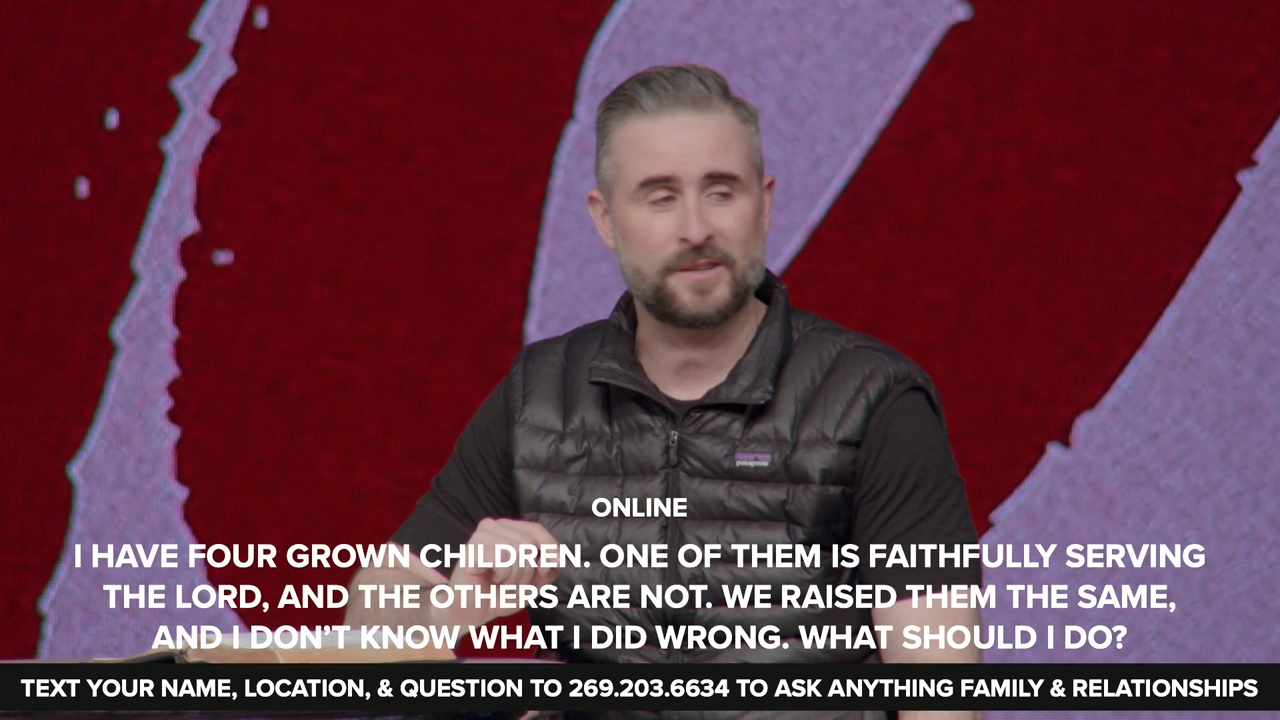 patagonia
ONLINE
I HAVE FOUR GROWN CHILDREN. ONE OF THEM IS FAITHFULLY SERVING
THE LORD, AND THE OTHERS ARE NOT. WE RAISED THEM THE SAME,
AND I DON'T KNOW WHAT I DID WRONG. WHAT SHOULD I DO?
TEXT YOUR NAME, LOCATION, & QUESTION TO 269.203.6634 TO ASK ANYTHING FAMILY & RELATIONSHIPS